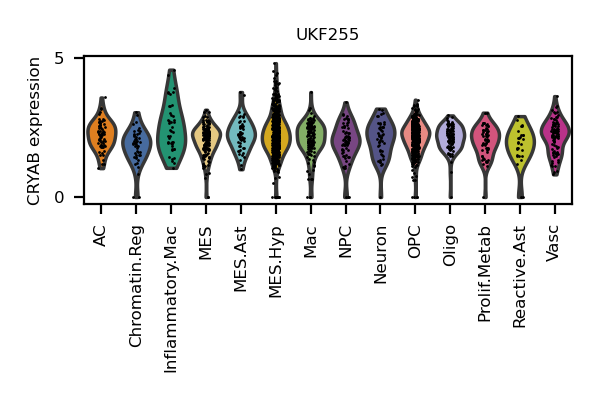 UKF255
CRYAB expression
5
0
AC
Chromatin.Reg
Inflammatory.Mac
MES
MES.Ast
MES.Hyp
Mac
NPC
Neuron
OPC
Oligo
Prolif.Metab
Reactive.Ast
Vasc